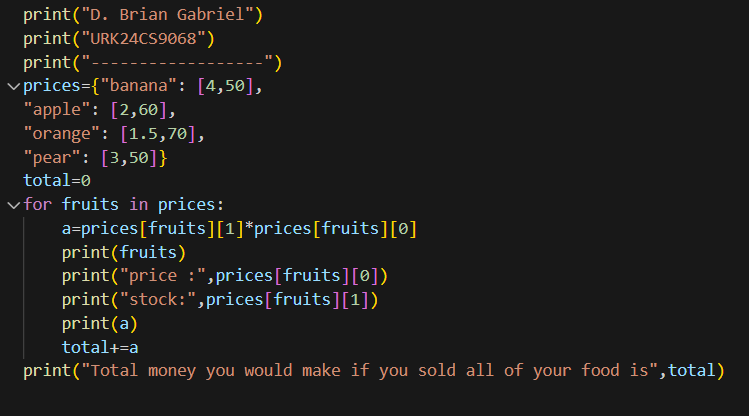 print("D. Brian Gabriel")
print("URK24CS9068")
print("------------------")
prices={"banana": [4,50],
"apple": [2,60],
"orange": [1.5,70],
"pear": [3,50]}
total=0
for fruits in prices:
    a=prices[fruits][1]*prices[fruits][0]
    print(fruits)
    print("price :",prices[fruits][0])
    print("stock:",prices[fruits][1])
    print(a)
    total+=a
print("Total money you would make if you sold all of your food is",total)